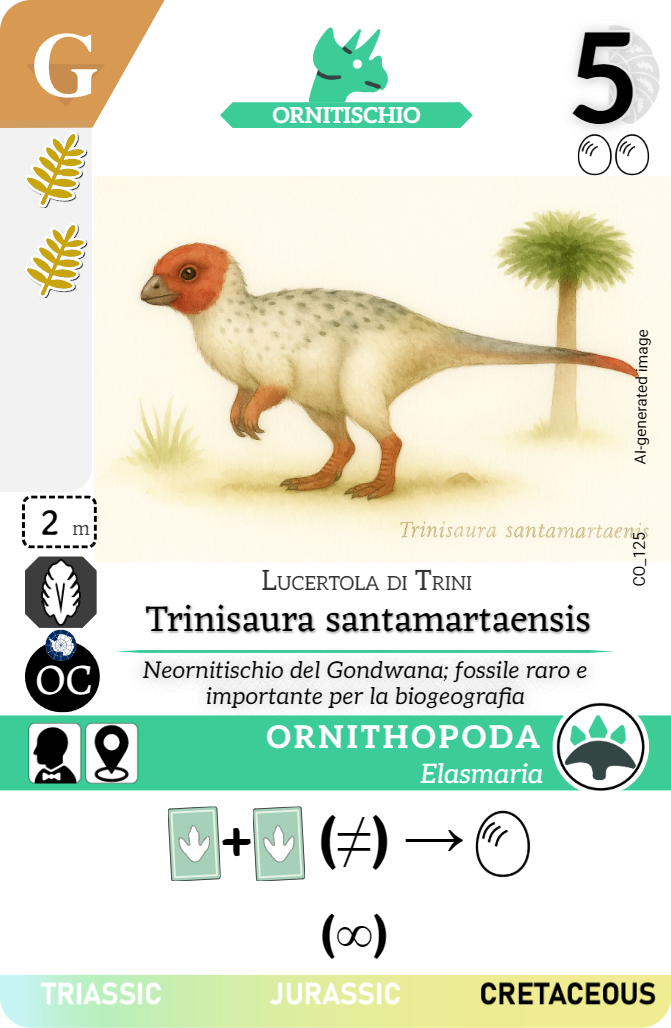 G
ORNITISCHIO
5
AI-generated image
Trinisaura santamartaenis
CO_125
2 m
OC
Lucertola di Trini
Trinisaura santamartaensis
Neornitischio del Gondwana; fossile raro e
importante per la biogeografia
ORNITHOPODA
Elasmaria
+ (≠) →
(∞)
TRIASSIC JURASSIC CRETACEOUS